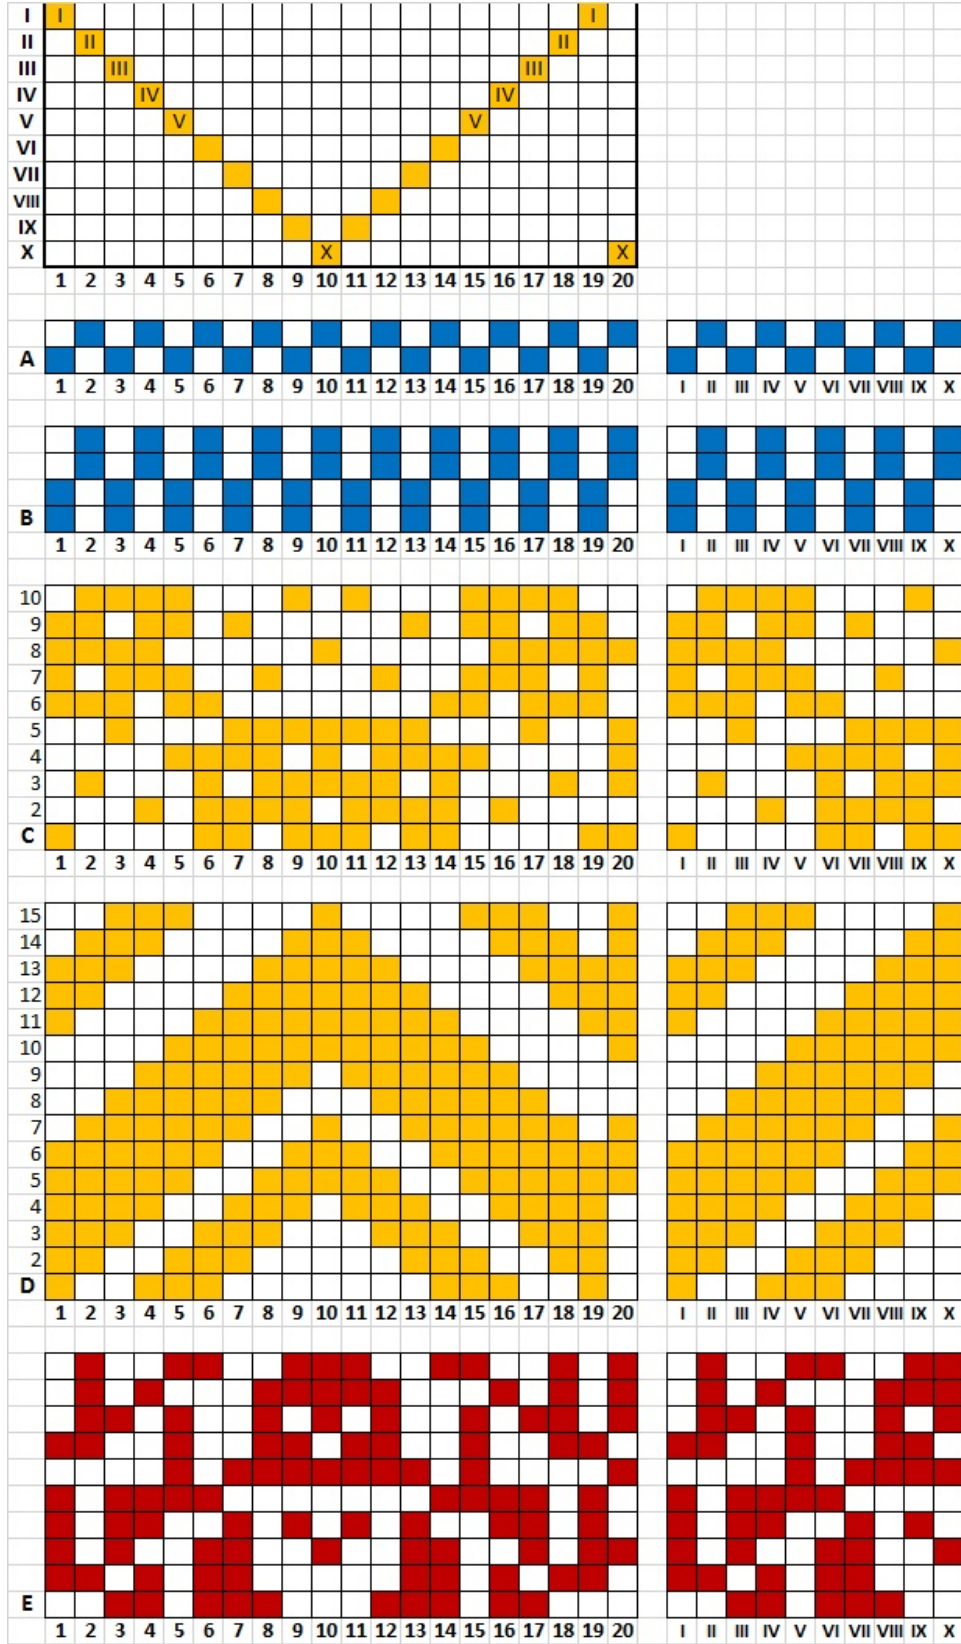 I I I
II II II
III III III
IV IV IV
V V V
VI
VII
VIII
IX
X X X
1 2 3 4 5 6 7 8 9 10 11 12 13 14 15 16 17 18 19 20
A
1 2 3 4 5 6 7 8 9 10 11 12 13 14 15 16 17 18 19 20 I II III IV V VI VII VIII IX X
B
1 2 3 4 5 6 7 8 9 10 11 12 13 14 15 16 17 18 19 20 I II III IV V VI VII VIII IX X
10
9
8
7
6
5
4
3
2
C
1 2 3 4 5 6 7 8 9 10 11 12 13 14 15 16 17 18 19 20 I II III IV V VI VII VIII IX X
15
14
13
12
11
10
9
8
7
6
5
4
3
2
D
1 2 3 4 5 6 7 8 9 10 11 12 13 14 15 16 17 18 19 20 I II III IV V VI VII VIII IX X
E
1 2 3 4 5 6 7 8 9 10 11 12 13 14 15 16 17 18 19 20 I II III IV V VI VII VIII IX X